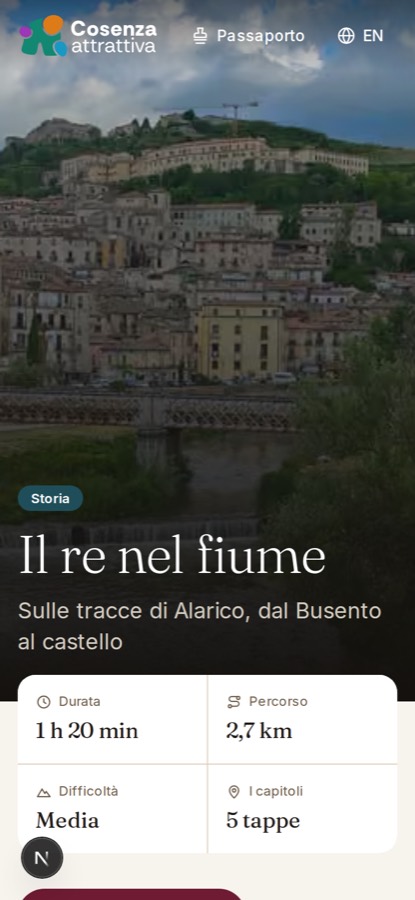 Cosenza
attrattiva
Passaporto
EN
Storia
Il re nel fiume
Sulle tracce di Alarico, dal Busento
al castello
Durata
1 h 20 min
Percorso
2,7 km
Difficoltà
Media
I capitoli
5 tappe
N